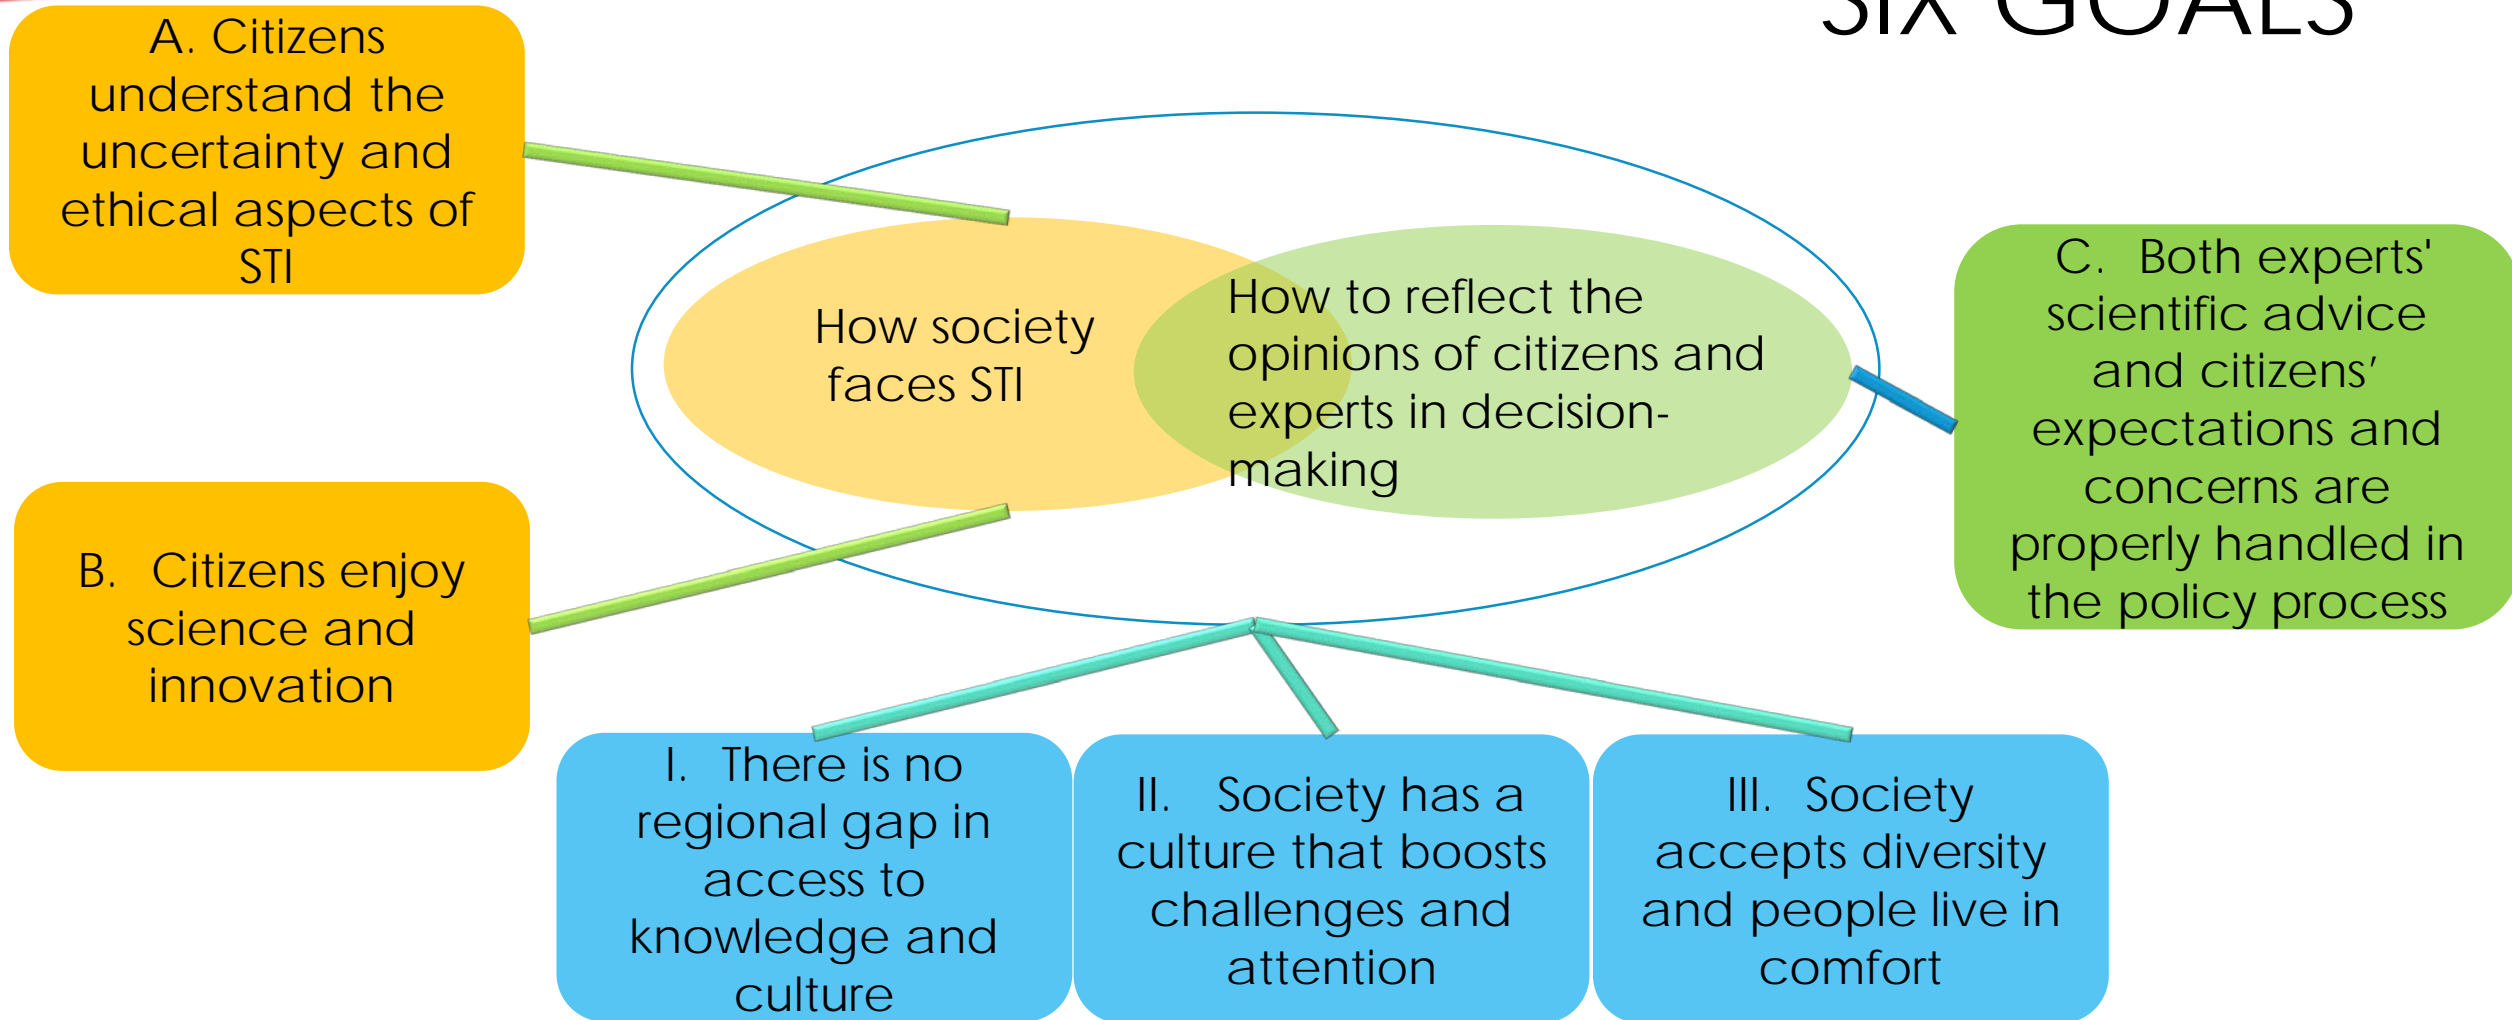 SIX GOALS
A. Citizens
understand the
uncertainty and
ethical aspects of
STI
How society
faces STI
How to reflect the
opinions of citizens and
experts in decision-
making
C. Both experts'
scientific advice
and citizens’
expectations and
concerns are
properly handled in
the policy process
B. Citizens enjoy
science and
innovation
I. There is no
regional gap in
access to
knowledge and
culture
II. Society has a
culture that boosts
challenges and
attention
III. Society
accepts diversity
and people live in
comfort